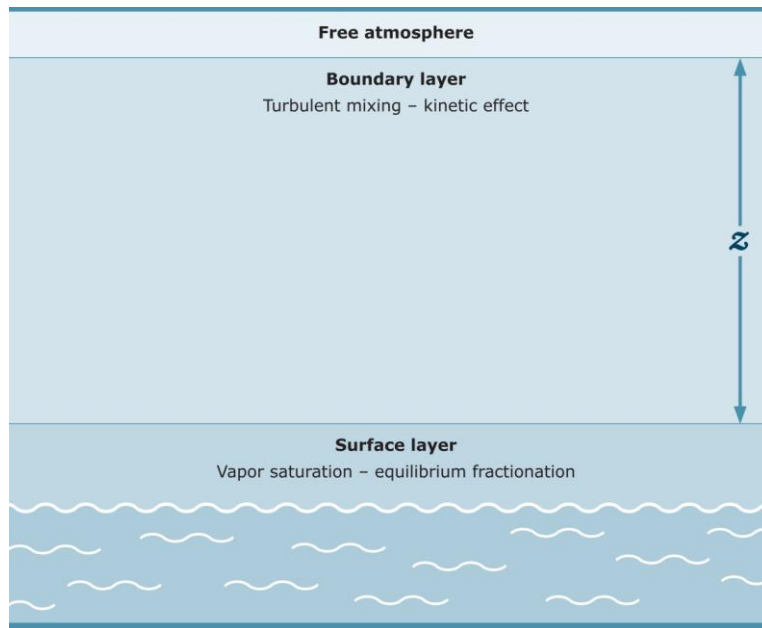 Free atmosphere
Boundary layer
Turbulent mixing – kinetic effect
z
Surface layer
Vapor saturation – equilibrium fractionation